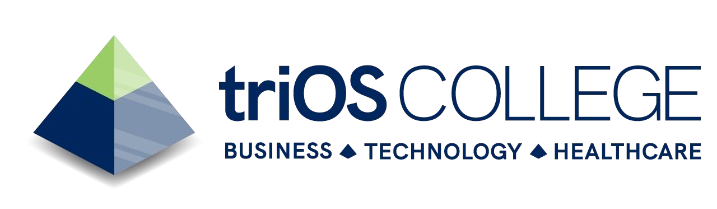 triOS COLLEGE
BUSINESS TECHNOLOGY HEALTHCARE